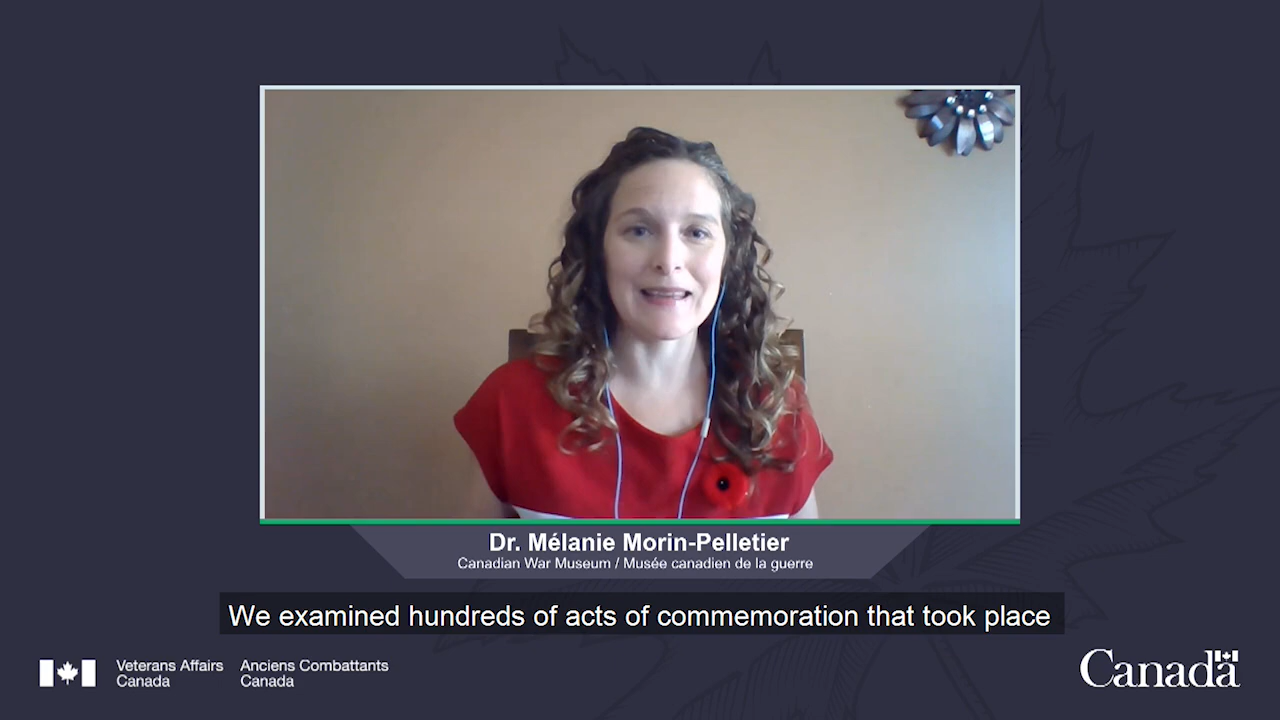 Dr. Mélanie Morin-Pelletier
Canadian War Museum / Musée canadien de la guerre
We examined hundreds of acts of commemoration that took place
Veterans Affairs Anciens Combattants
Canada Canada
Canada